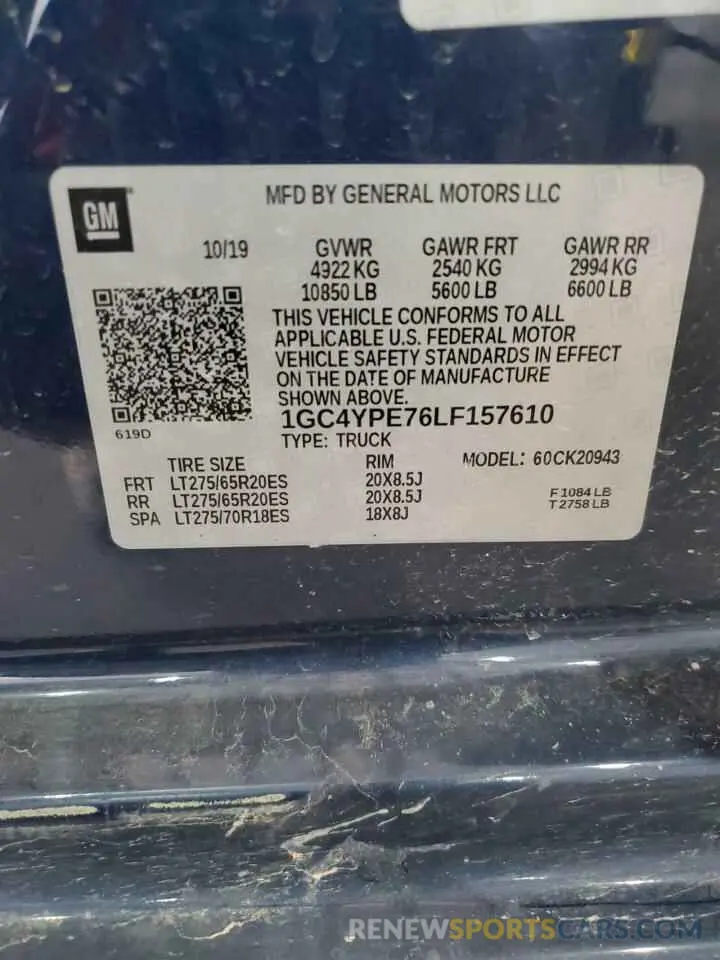 GM ®
MFD BY GENERAL MOTORS LLC
10/19 GVWR GAWR FRT GAWR RR
4922 KG 2540 KG 2994 KG
10850 LB 5600 LB 6600 LB
THIS VEHICLE CONFORMS TO ALL
APPLICABLE U.S. FEDERAL MOTOR
VEHICLE SAFETY STANDARDS IN EFFECT
ON THE DATE OF MANUFACTURE
SHOWN ABOVE.
1GC4YPE76LF157610
619D
TYPE: TRUCK
TIRE SIZE RIM MODEL: 60CK20943
FRT LT275/65R20ES 20X8.5J
RR LT275/65R20ES 20X8.5J F1084 LB
SPA LT275/70R18ES 18X8J T2758 LB
RENEWSPORTSCARS.COM